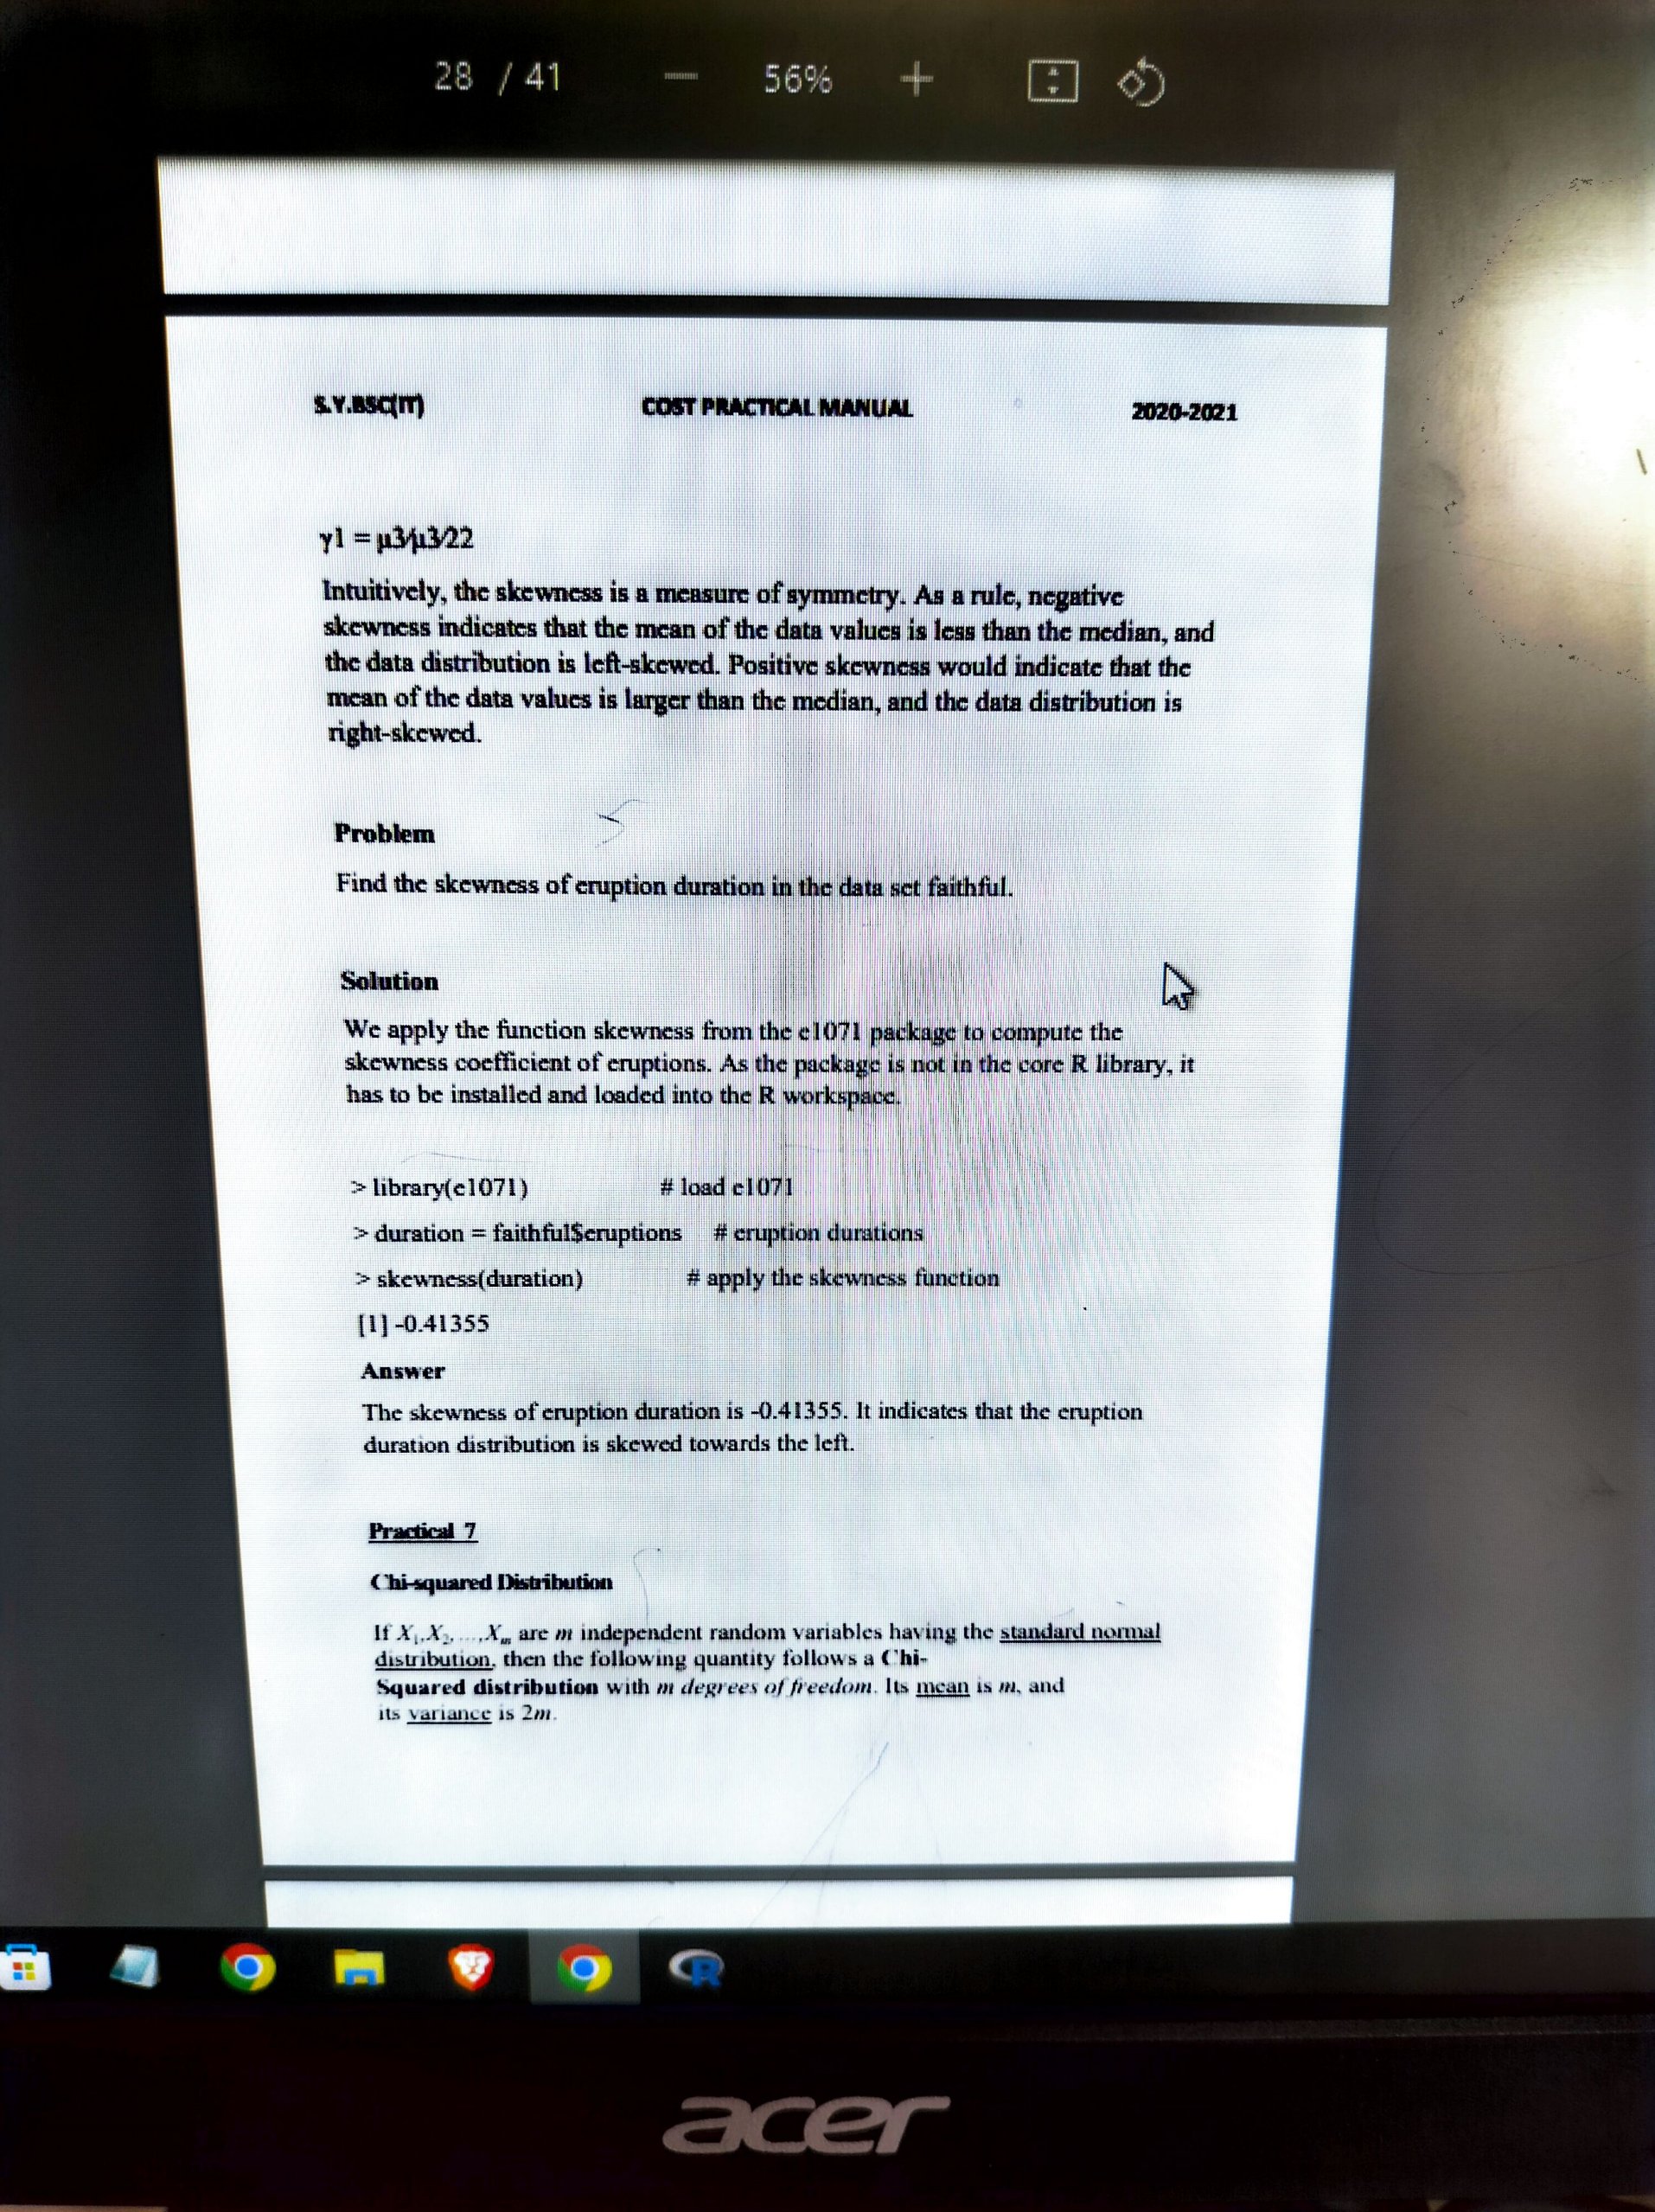 28 / 41 56%
S.Y.BSC(IT) COST PRACTICAL MANUAL 2020-2021
γ1 = μ3/μ3/22
Intuitively, the skewness is a measure of symmetry. As a rule, negative
skewness indicates that the mean of the data values is less than the median, and
the data distribution is left-skewed. Positive skewness would indicate that the
mean of the data values is larger than the median, and the data distribution is
right-skewed.
Problem
Find the skewness of eruption duration in the data set faithful.
Solution
We apply the function skewness from the e1071 package to compute the
skewness coefficient of eruptions. As the package is not in the core R library, it
has to be installed and loaded into the R workspace.
> library(e1071) # load e1071
> duration = faithful$eruptions # eruption durations
> skewness(duration) # apply the skewness function
[1] -0.41355
Answer
The skewness of eruption duration is -0.41355. It indicates that the eruption
duration distribution is skewed towards the left.
Practical 7
Chi-squared Distribution
If X1,X2, ...,Xm are m independent random variables having the standard normal
distribution, then the following quantity follows a Chi-
Squared distribution with m degrees of freedom. Its mean is m, and
its variance is 2m.
R
acer